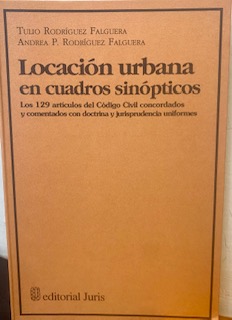 Tulio Rodríguez Falguera
Andrea P. Rodríguez Falguera
Locación urbana
en cuadros sinópticos
Los 129 artículos del Código Civil concordados
y comentados con doctrina y jurisprudencia uniformes
editorial Juris